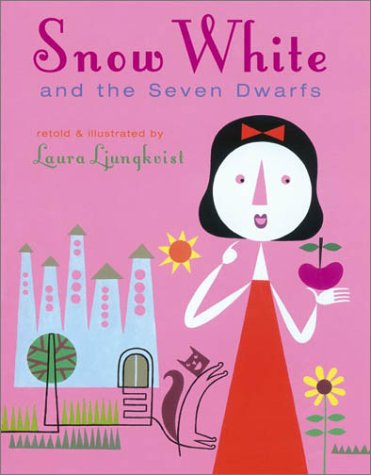 Snow White
and the Seven Dwarfs
retold & illustrated by
Laura Ljungkvist